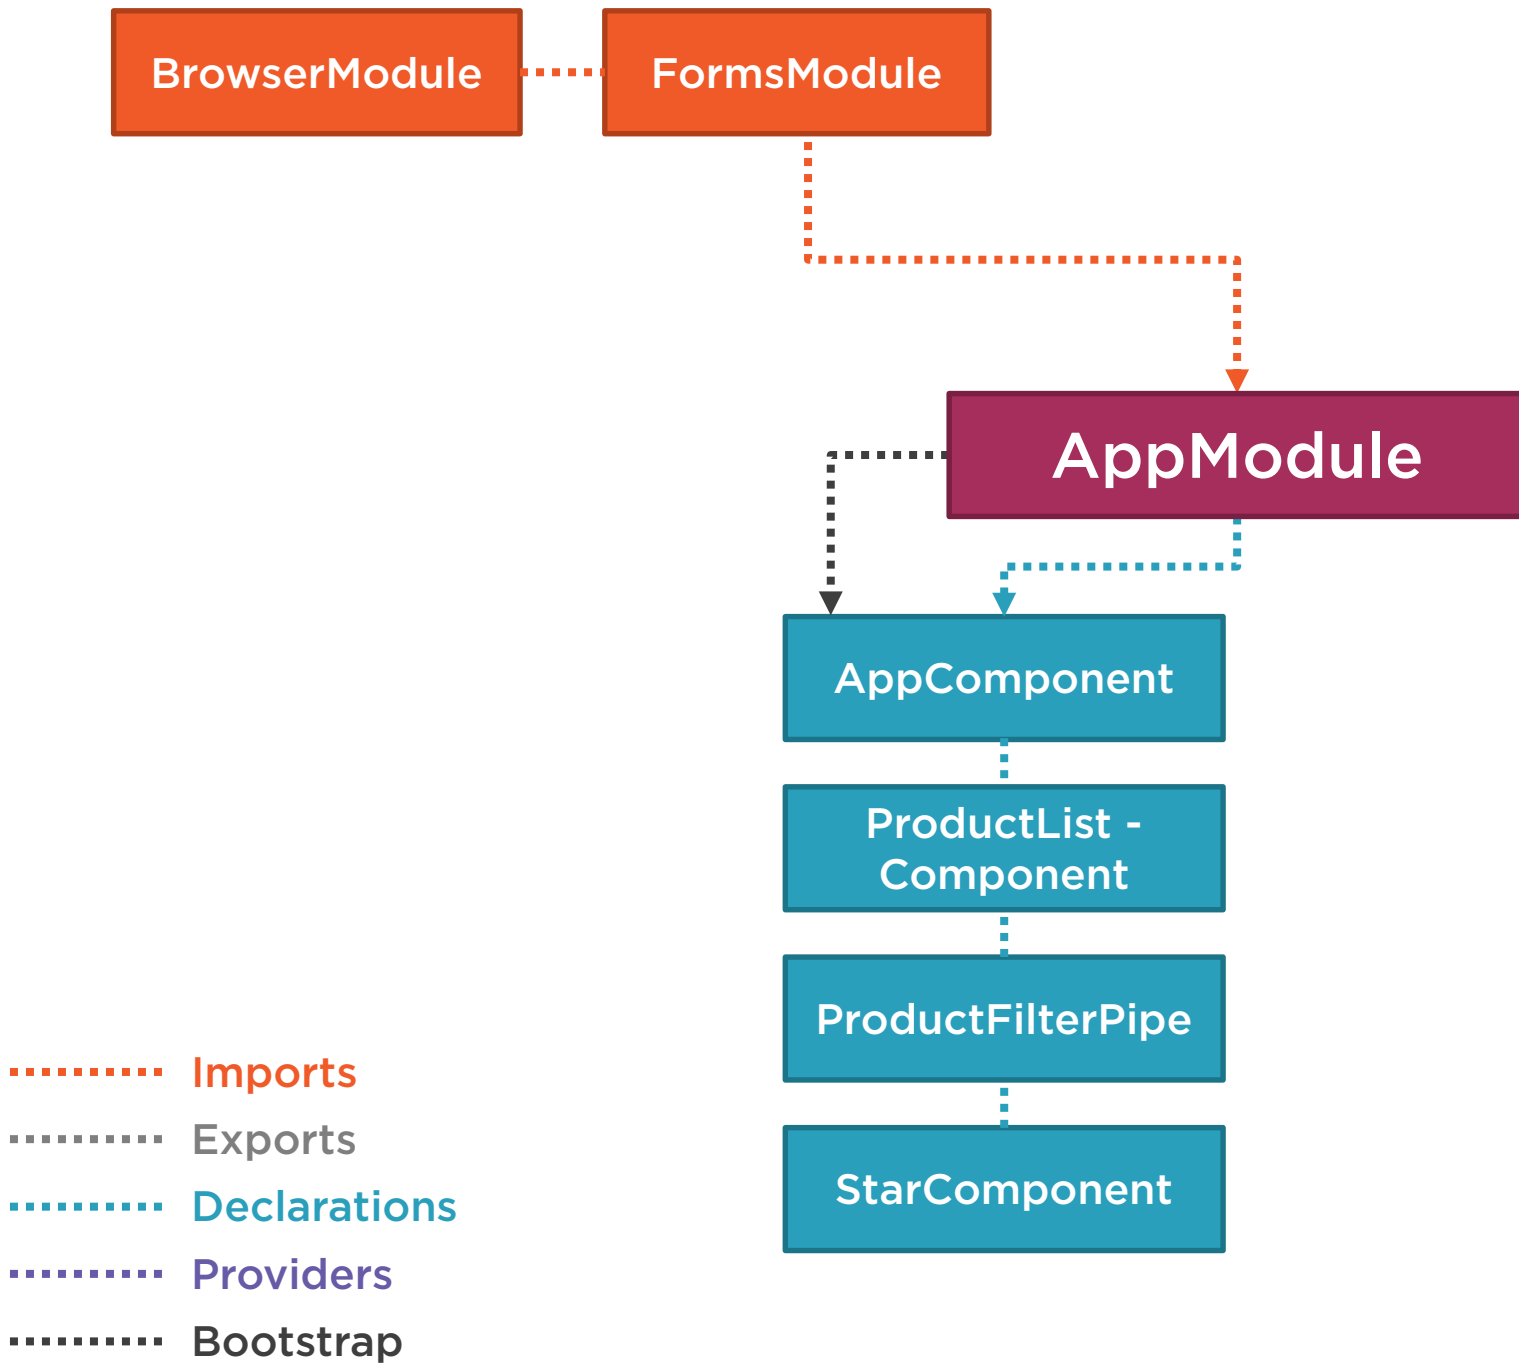 BrowserModule
FormsModule
AppModule
AppComponent
ProductList -
Component
ProductFilterPipe
StarComponent
Imports
Exports
Declarations
Providers
Bootstrap